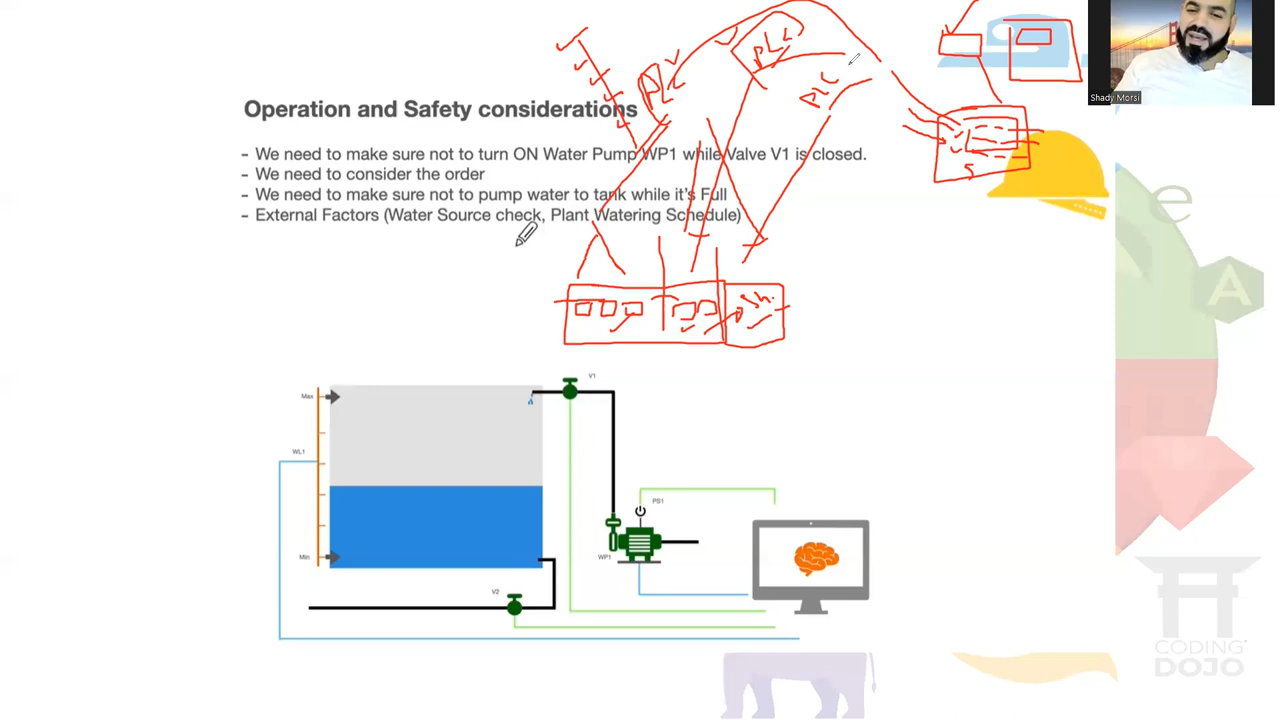 PLC
PLC
PLC
Shady Morsi
Operation and Safety considerations
- We need to make sure not to turn ON Water Pump WP1 while Valve V1 is closed.
- We need to consider the order
- We need to make sure not to pump water to tank while it's Full
- External Factors (Water Source check, Plant Watering Schedule)
5
e
A
Sh.
V1
Max
WL1
PS1
Min
WP1
V2
CODING
DOJO